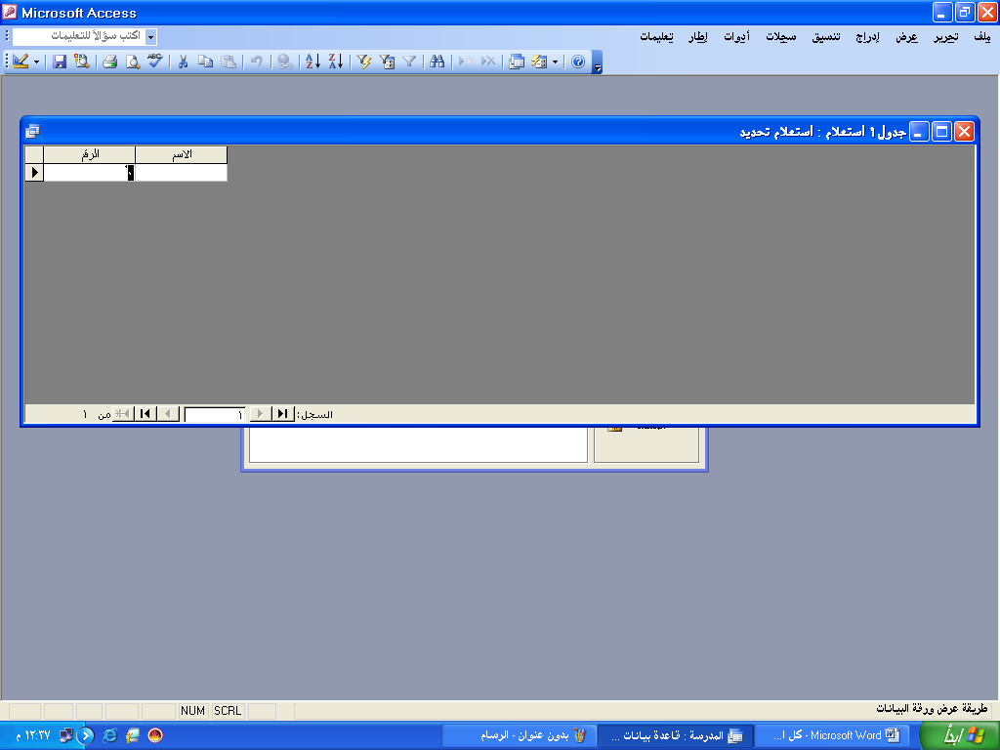 Microsoft Access
ملف تحرير عرض إدراج تنسيق سجلات أدوات إطار تعليمات
اكتب سؤالاً للتعليمات
جدول١ استعلام : استعلام تحديد
الرقم الاسم
السجل: ١ من ١
NUM SCRL
طريقة عرض ورقة البيانات
ابدأ
Microsoft Word - كل ا...
المدرسة : قاعدة بيانات ...
بدون عنوان - الرسام
١٢:٣٧ م